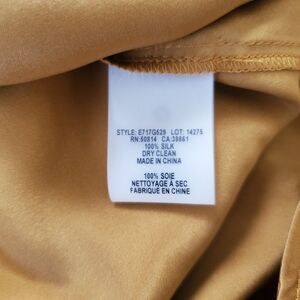 STYLE: E717G529 LOT: 14275
RN:50814 CA:39861
100% SILK
DRY CLEAN
MADE IN CHINA
100% SOIE
NETTOYAGE À SEC
FABRIQUÉ EN CHINE